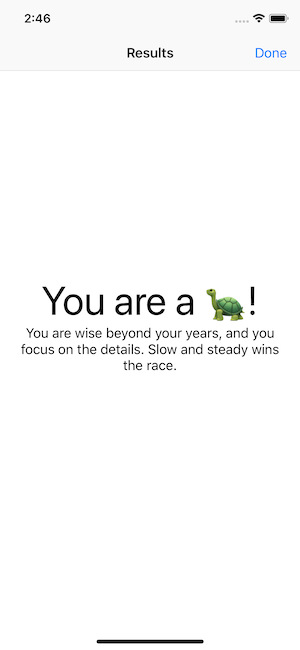 2:46
Results
Done
You are a 🐢!
You are wise beyond your years, and you
focus on the details. Slow and steady wins
the race.